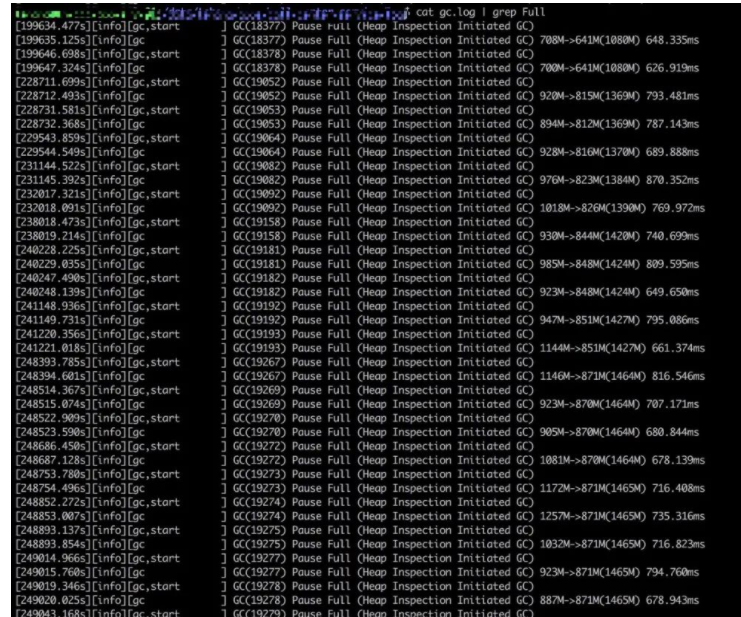 cat gc.log | grep Full
[199634.477s][info][gc,start ] GC(18377) Pause Full (Heap Inspection Initiated GC)
[199635.125s][info][gc ] GC(18377) Pause Full (Heap Inspection Initiated GC) 708M->641M(1080M) 648.335ms
[199646.698s][info][gc,start ] GC(18378) Pause Full (Heap Inspection Initiated GC)
[199647.324s][info][gc ] GC(18378) Pause Full (Heap Inspection Initiated GC) 700M->641M(1080M) 626.919ms
[228711.699s][info][gc,start ] GC(19052) Pause Full (Heap Inspection Initiated GC)
[228712.493s][info][gc ] GC(19052) Pause Full (Heap Inspection Initiated GC) 920M->815M(1369M) 793.481ms
[228731.581s][info][gc,start ] GC(19053) Pause Full (Heap Inspection Initiated GC)
[228732.368s][info][gc ] GC(19053) Pause Full (Heap Inspection Initiated GC) 894M->812M(1369M) 787.143ms
[229543.859s][info][gc,start ] GC(19064) Pause Full (Heap Inspection Initiated GC)
[229544.549s][info][gc ] GC(19064) Pause Full (Heap Inspection Initiated GC) 928M->816M(1370M) 689.888ms
[231144.522s][info][gc,start ] GC(19082) Pause Full (Heap Inspection Initiated GC)
[231145.392s][info][gc ] GC(19082) Pause Full (Heap Inspection Initiated GC) 976M->823M(1384M) 870.352ms
[232017.321s][info][gc,start ] GC(19092) Pause Full (Heap Inspection Initiated GC)
[232018.091s][info][gc ] GC(19092) Pause Full (Heap Inspection Initiated GC) 1018M->826M(1390M) 769.972ms
[238018.473s][info][gc,start ] GC(19158) Pause Full (Heap Inspection Initiated GC)
[238019.214s][info][gc ] GC(19158) Pause Full (Heap Inspection Initiated GC) 930M->844M(1420M) 740.699ms
[240228.225s][info][gc,start ] GC(19181) Pause Full (Heap Inspection Initiated GC)
[240229.035s][info][gc ] GC(19181) Pause Full (Heap Inspection Initiated GC) 985M->848M(1424M) 809.595ms
[240247.490s][info][gc,start ] GC(19182) Pause Full (Heap Inspection Initiated GC)
[240248.139s][info][gc ] GC(19182) Pause Full (Heap Inspection Initiated GC) 923M->848M(1424M) 649.650ms
[241148.936s][info][gc,start ] GC(19192) Pause Full (Heap Inspection Initiated GC)
[241149.731s][info][gc ] GC(19192) Pause Full (Heap Inspection Initiated GC) 947M->851M(1427M) 795.086ms
[241220.356s][info][gc,start ] GC(19193) Pause Full (Heap Inspection Initiated GC)
[241221.018s][info][gc ] GC(19193) Pause Full (Heap Inspection Initiated GC) 1144M->851M(1427M) 661.374ms
[248393.785s][info][gc,start ] GC(19267) Pause Full (Heap Inspection Initiated GC)
[248394.601s][info][gc ] GC(19267) Pause Full (Heap Inspection Initiated GC) 1146M->871M(1464M) 816.546ms
[248514.367s][info][gc,start ] GC(19269) Pause Full (Heap Inspection Initiated GC)
[248515.074s][info][gc ] GC(19269) Pause Full (Heap Inspection Initiated GC) 923M->870M(1464M) 707.171ms
[248522.909s][info][gc,start ] GC(19270) Pause Full (Heap Inspection Initiated GC)
[248523.590s][info][gc ] GC(19270) Pause Full (Heap Inspection Initiated GC) 905M->870M(1464M) 680.844ms
[248686.450s][info][gc,start ] GC(19272) Pause Full (Heap Inspection Initiated GC)
[248687.128s][info][gc ] GC(19272) Pause Full (Heap Inspection Initiated GC) 1081M->870M(1464M) 678.139ms
[248753.780s][info][gc,start ] GC(19273) Pause Full (Heap Inspection Initiated GC)
[248754.496s][info][gc ] GC(19273) Pause Full (Heap Inspection Initiated GC) 1172M->871M(1465M) 716.408ms
[248852.272s][info][gc,start ] GC(19274) Pause Full (Heap Inspection Initiated GC)
[248853.007s][info][gc ] GC(19274) Pause Full (Heap Inspection Initiated GC) 1257M->871M(1465M) 735.316ms
[248893.137s][info][gc,start ] GC(19275) Pause Full (Heap Inspection Initiated GC)
[248893.854s][info][gc ] GC(19275) Pause Full (Heap Inspection Initiated GC) 1032M->871M(1465M) 716.823ms
[249014.966s][info][gc,start ] GC(19277) Pause Full (Heap Inspection Initiated GC)
[249015.760s][info][gc ] GC(19277) Pause Full (Heap Inspection Initiated GC) 923M->871M(1465M) 794.760ms
[249019.346s][info][gc,start ] GC(19278) Pause Full (Heap Inspection Initiated GC)
[249020.025s][info][gc ] GC(19278) Pause Full (Heap Inspection Initiated GC) 887M->871M(1465M) 678.943ms
[249043.168s][info][gc,start ] GC(19279) Pause Full (Heap Inspection Initiated GC)